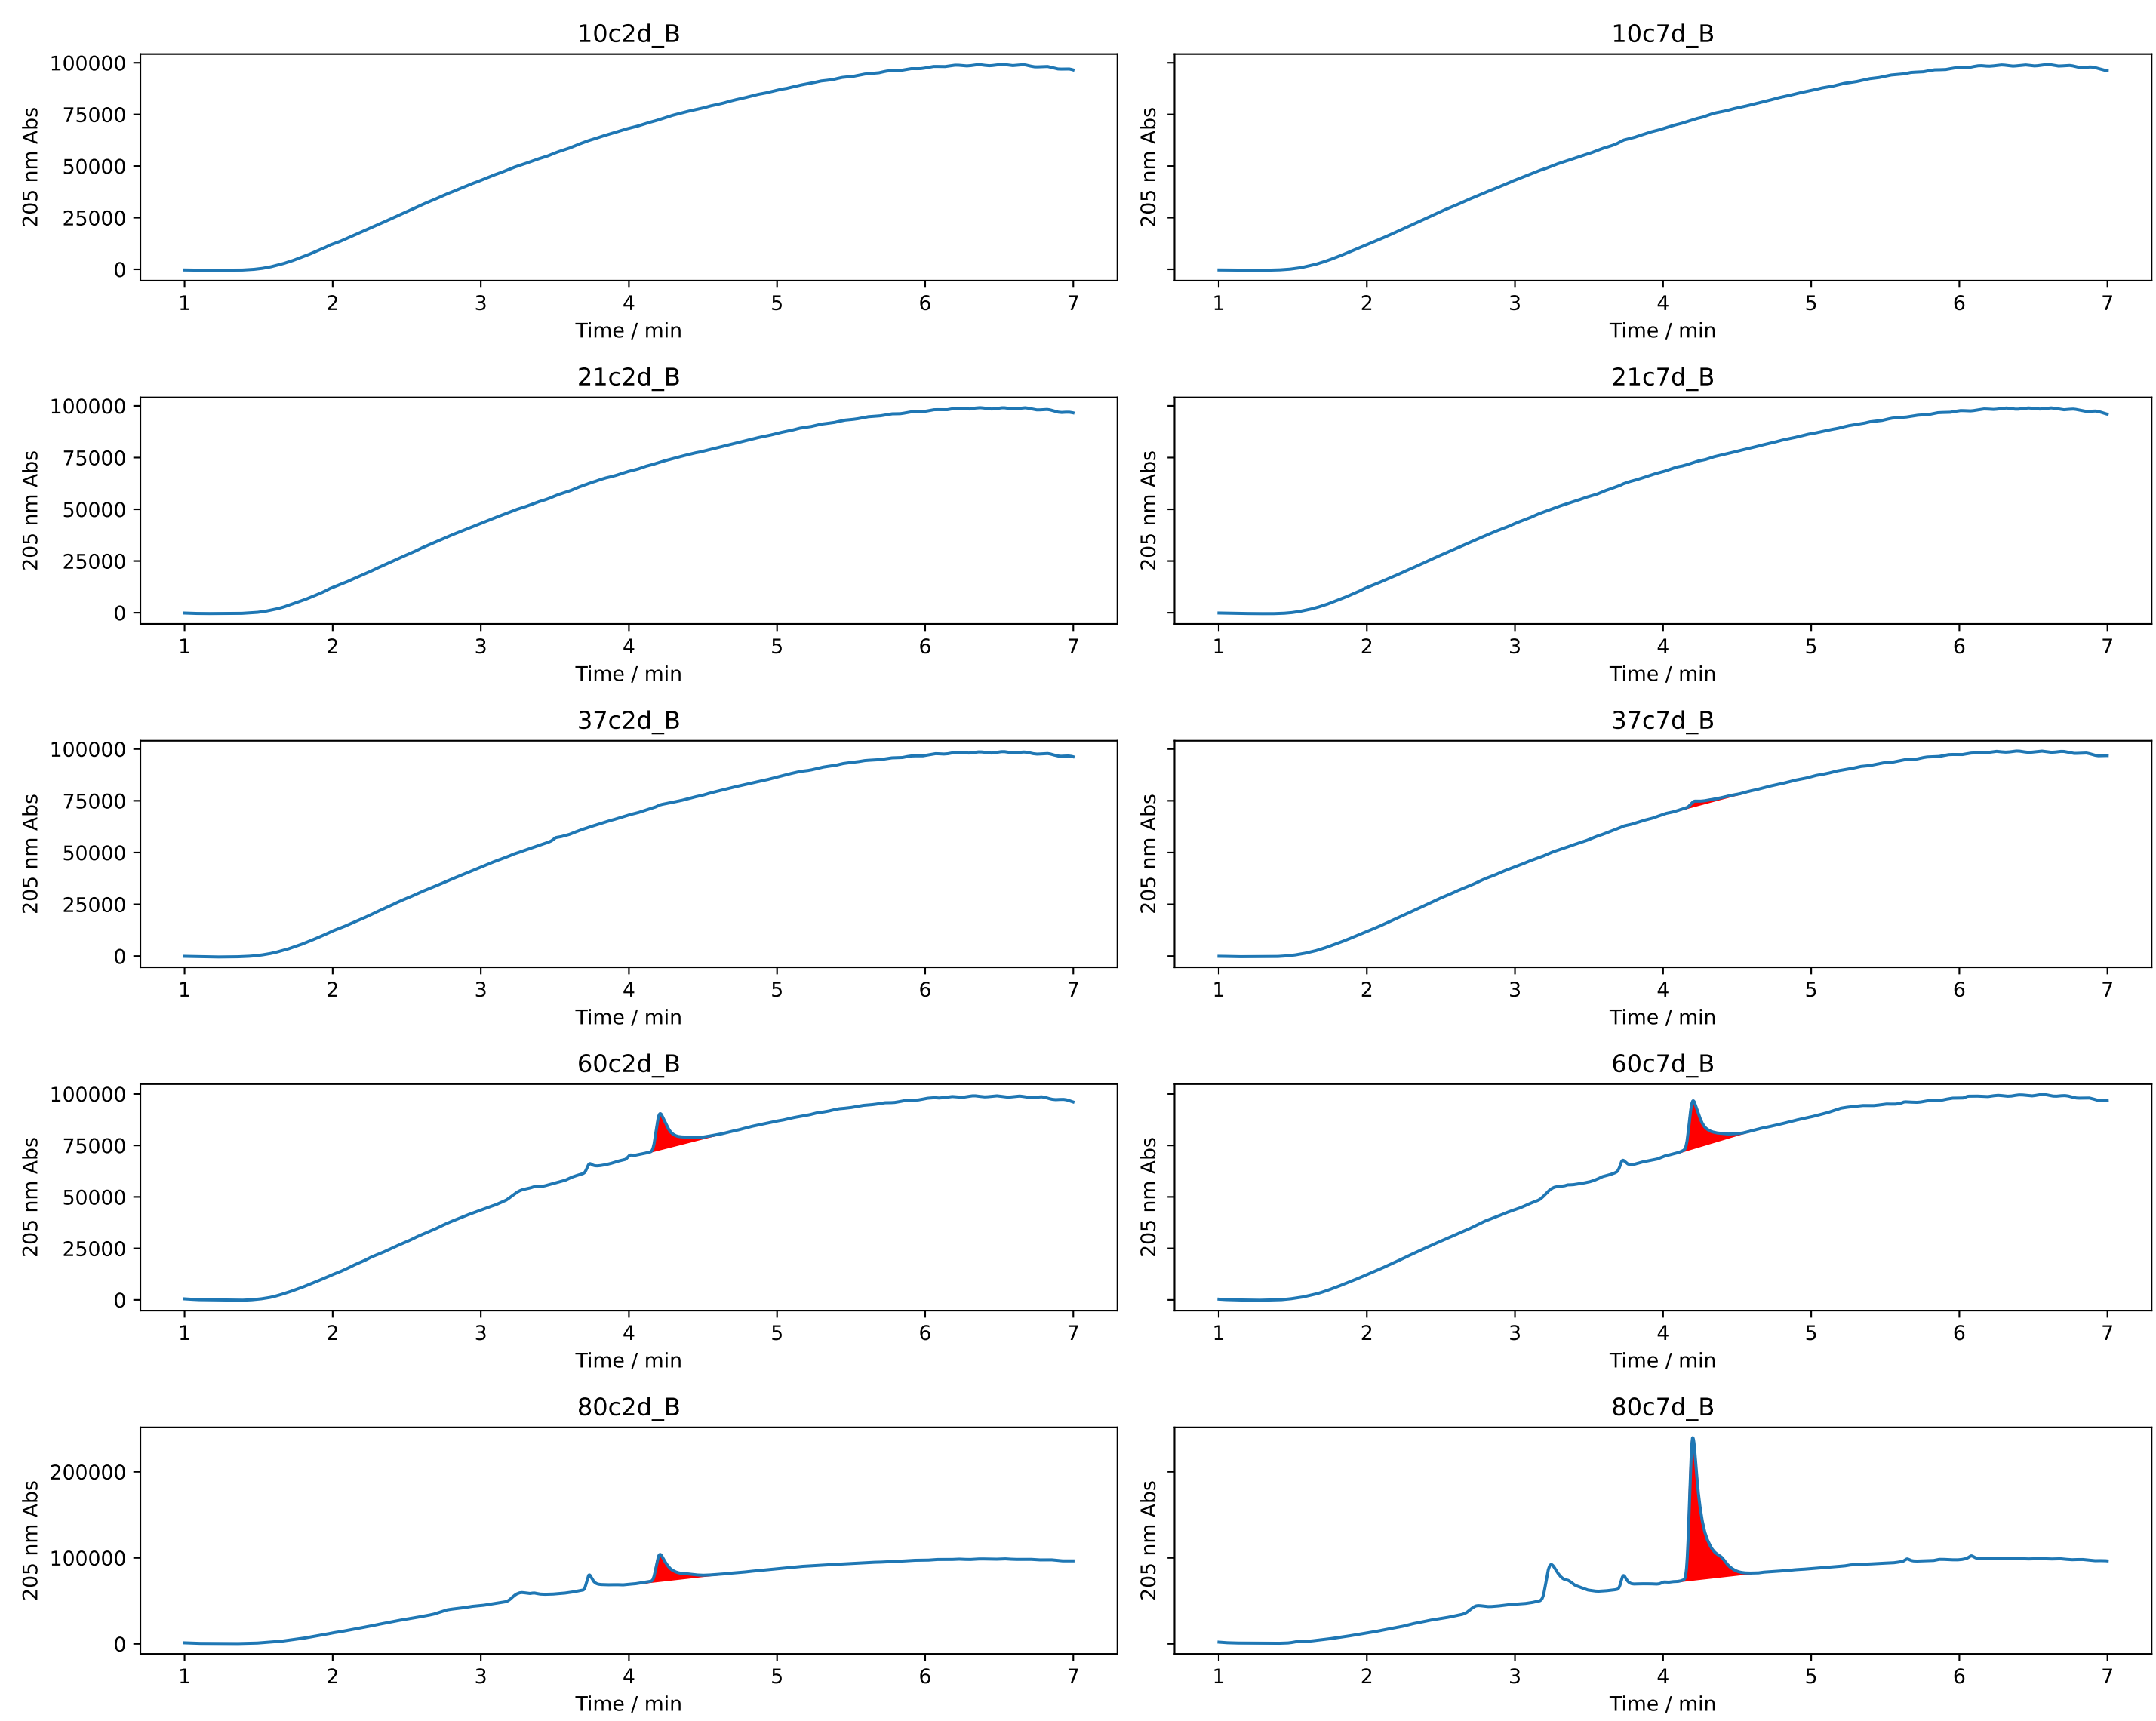 10c2d_B
10c7d_B
205 nm Abs
100000
75000
50000
25000
0
1 2 3 4 5 6 7
Time / min
205 nm Abs
1 2 3 4 5 6 7
Time / min
21c2d_B
21c7d_B
205 nm Abs
100000
75000
50000
25000
0
1 2 3 4 5 6 7
Time / min
205 nm Abs
1 2 3 4 5 6 7
Time / min
37c2d_B
37c7d_B
205 nm Abs
100000
75000
50000
25000
0
1 2 3 4 5 6 7
Time / min
205 nm Abs
1 2 3 4 5 6 7
Time / min
60c2d_B
60c7d_B
205 nm Abs
100000
75000
50000
25000
0
1 2 3 4 5 6 7
Time / min
205 nm Abs
1 2 3 4 5 6 7
Time / min
80c2d_B
80c7d_B
205 nm Abs
200000
100000
0
1 2 3 4 5 6 7
Time / min
205 nm Abs
1 2 3 4 5 6 7
Time / min